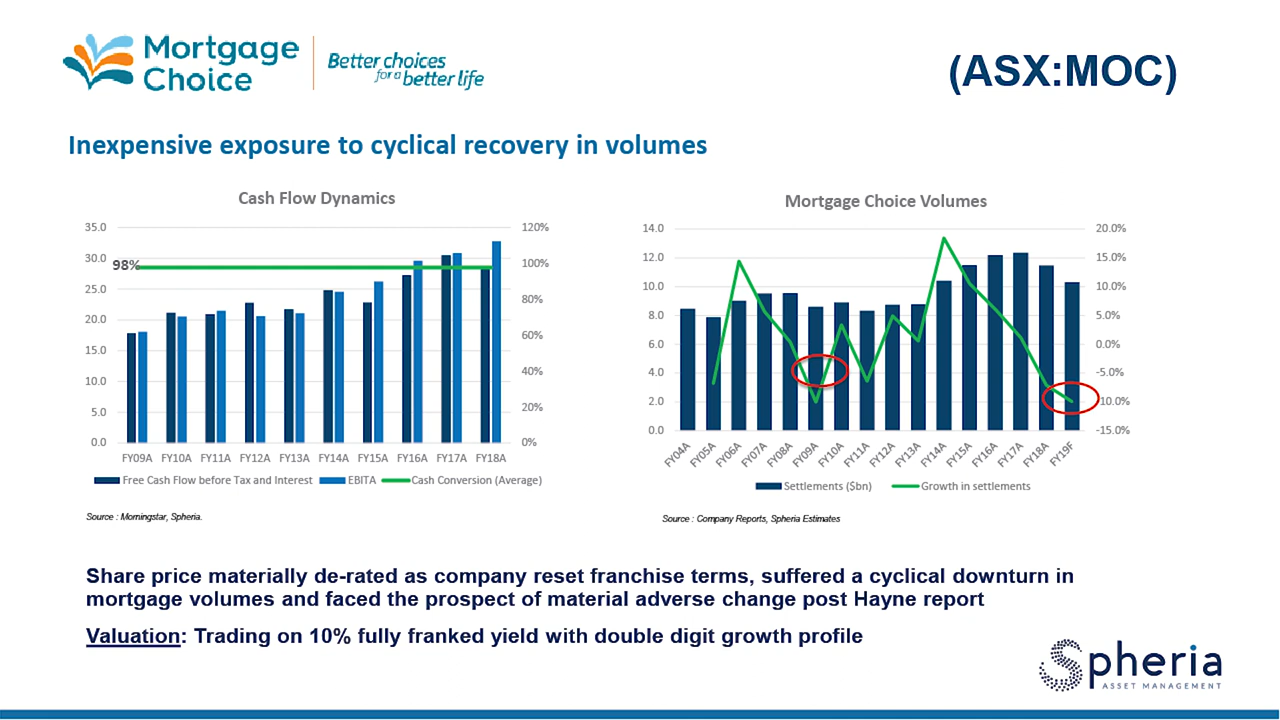 Mortgage
Choice
Better choices
for a better life
(ASX:MOC)
Inexpensive exposure to cyclical recovery in volumes
Cash Flow Dynamics
35.0
30.0
25.0
20.0
15.0
10.0
5.0
0.0
98%
120%
100%
80%
60%
40%
20%
0%
FY09A FY10A FY11A FY12A FY13A FY14A FY15A FY16A FY17A FY18A
Free Cash Flow before Tax and Interest EBITA Cash Conversion (Average)
Source : Morningstar, Spheria.
Mortgage Choice Volumes
14.0
12.0
10.0
8.0
6.0
4.0
2.0
0.0
20.0%
15.0%
10.0%
5.0%
0.0%
-5.0%
-10.0%
-15.0%
FY04A FY05A FY06A FY07A FY08A FY09A FY10A FY11A FY12A FY13A FY14A FY15A FY16A FY17A FY18A FY19F
Settlements ($bn) Growth in settlements
Source : Company Reports, Spheria Estimates
Share price materially de-rated as company reset franchise terms, suffered a cyclical downturn in
mortgage volumes and faced the prospect of material adverse change post Hayne report
Valuation: Trading on 10% fully franked yield with double digit growth profile
Spheria
ASSET MANAGEMENT